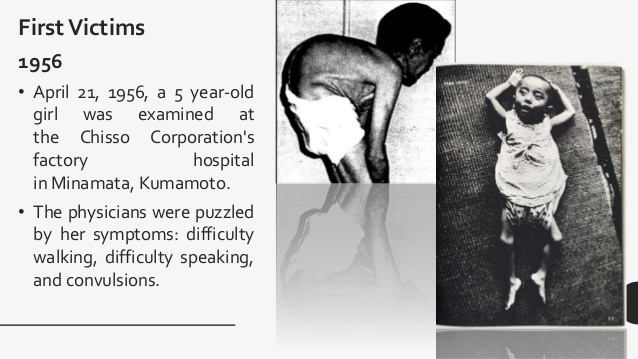 First Victims
1956
• April 21, 1956, a 5 year-old
girl was examined at
the Chisso Corporation's
factory hospital
in Minamata, Kumamoto.
• The physicians were puzzled
by her symptoms: difficulty
walking, difficulty speaking,
and convulsions.